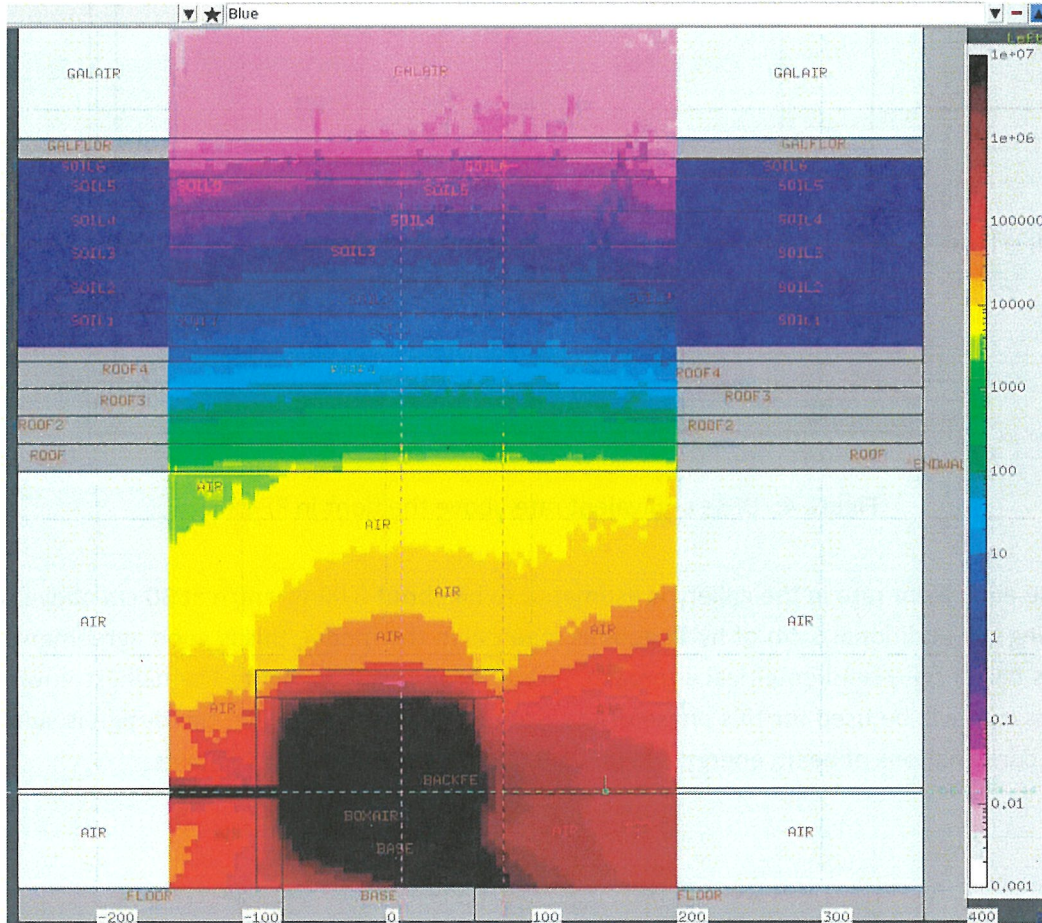 Blue
Left
GALAIR GALAIR GALAIR
1e+07
1e+06
100000
10000
1000
100
10
1
0.1
0.01
0.001
GALFLOR GALFLOR
SOIL6 SOIL6 SOIL6
SOIL5 SOIL5 SOIL5 SOIL5
SOIL4 SOIL4 SOIL4
SOIL3 SOIL3 SOIL3
SOIL2 SOIL2
SOIL1 SOIL1
ROOF4 ROOF4
ROOF3 ROOF3
ROOF2 ROOF2
ROOF ROOF ENDWAL
AIR AIR
AIR
AIR AIR AIR AIR
AIR
BACKFE
BOXAIR
AIR AIR AIR
BASE
FLOOR BASE FLOOR
-200 -100 0 100 200 300 400